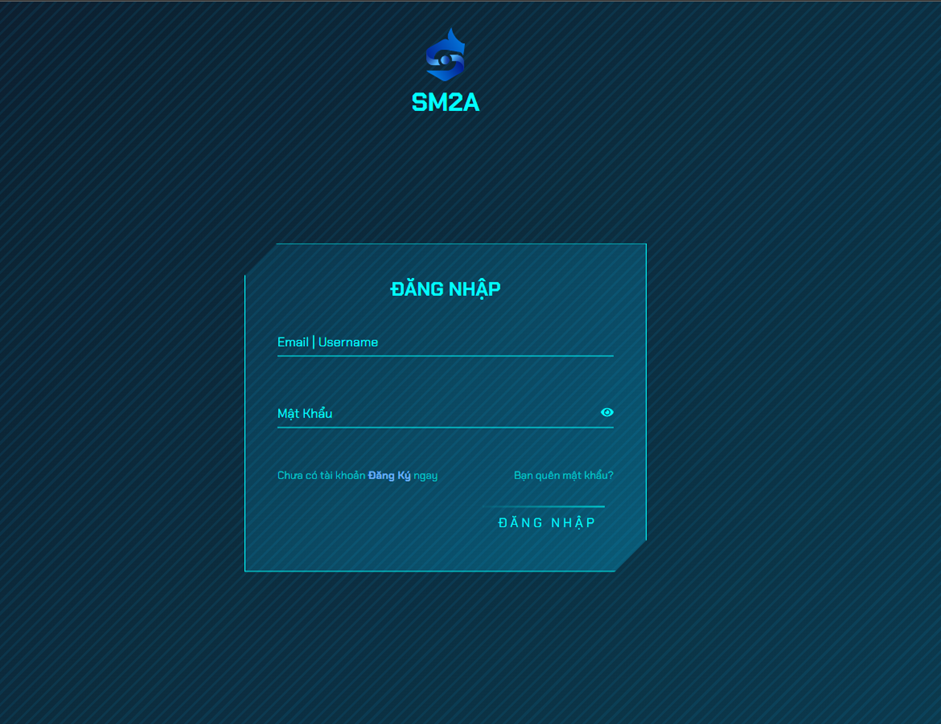 SM2A
ĐĂNG NHẬP
Email | Username
Mật Khẩu
Chưa có tài khoản Đăng Ký ngay
Bạn quên mật khẩu?
ĐĂNG NHẬP